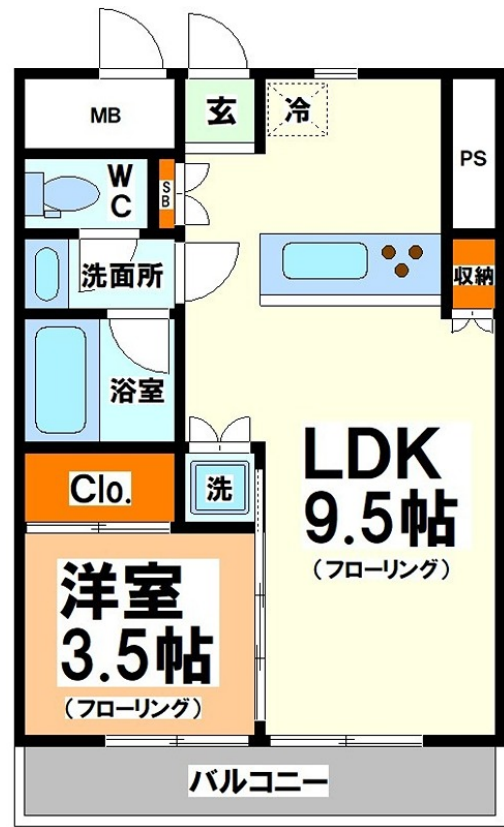 MB
玄
冷
PS
WC
SB
洗面所
収納
浴室
LDK
9.5帖
(フローリング)
Clo.
洗
洋室
3.5帖
(フローリング)
バルコニー